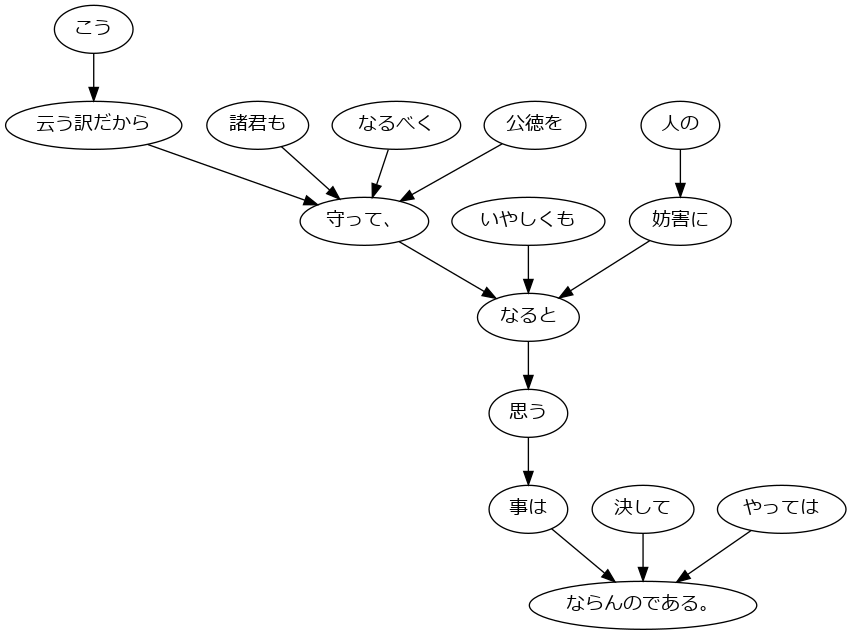 こう
云う訳だから
諸君も
なるべく
公徳を
人の
守って、
いやしくも
妨害に
なると
思う
事は
決して
やっては
ならんのである。